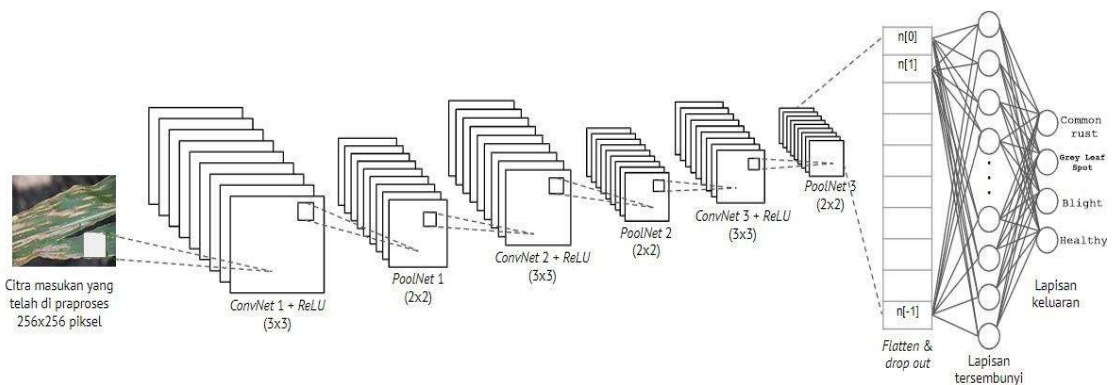 Citra masukan yang
telah di praproses
256x256 piksel
ConvNet 1 + ReLU
(3x3)
PoolNet 1
(2x2)
ConvNet 2 + ReLU
(3x3)
PoolNet 2
(2x2)
ConvNet 3 + ReLU
(3x3)
PoolNet 3
(2x2)
n[0]
n[1]
n[-1]
Flatten &
drop out
Lapisan
tersembunyi
Common
rust
Grey Leaf
Spot
Blight
Healthy
Lapisan
keluaran